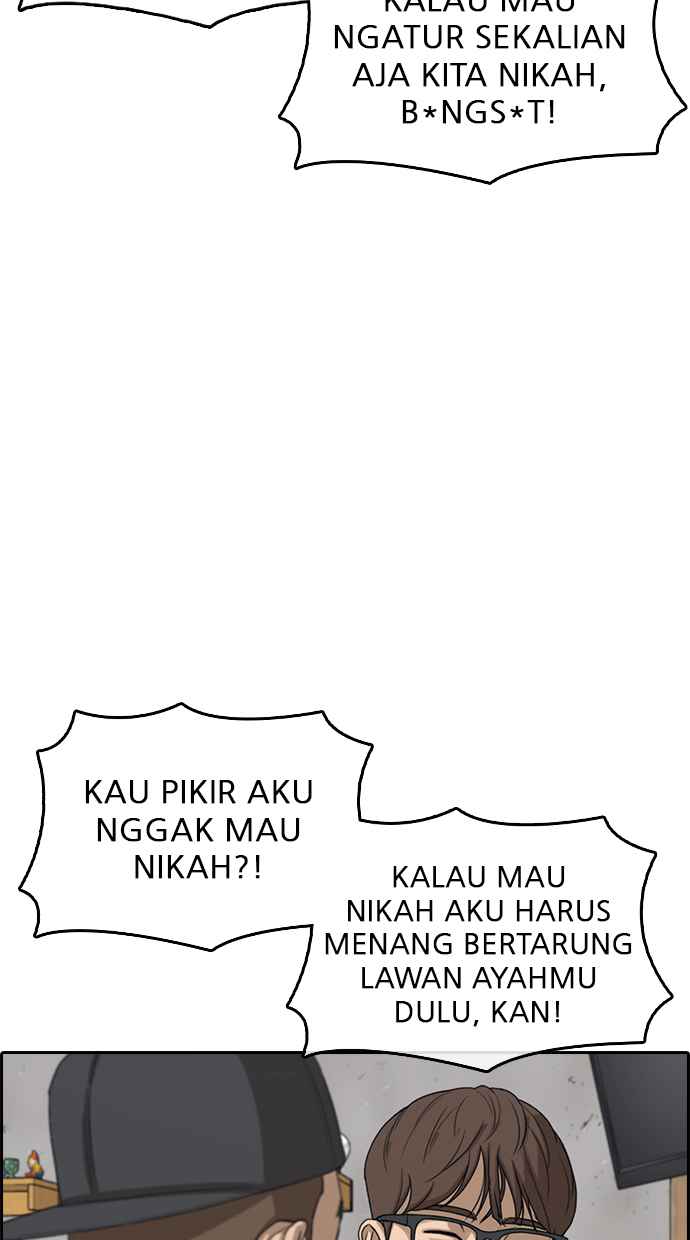 KALAU MAU
NGATUR SEKALIAN
AJA KITA NIKAH,
B*NGS*T!
KAU PIKIR AKU
NGGAK MAU
NIKAH?!
KALAU MAU
NIKAH AKU HARUS
MENANG BERTARUNG
LAWAN AYAHMU
DULU, KAN!